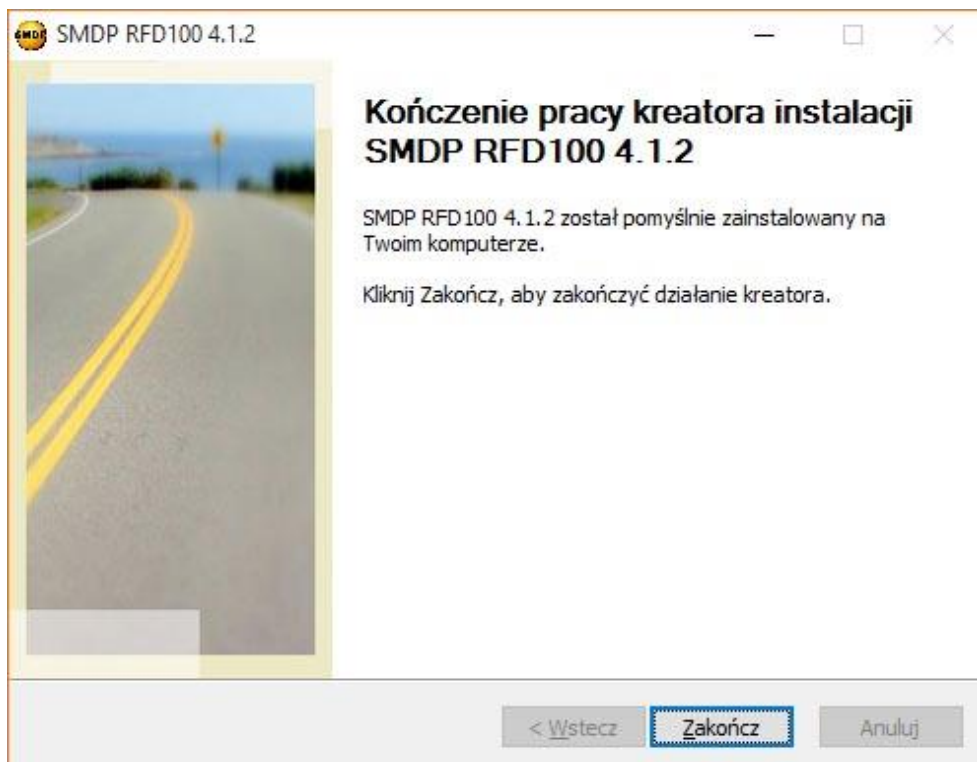 SMDP
SMDP RFD100 4.1.2
Kończenie pracy kreatora instalacji
SMDP RFD100 4.1.2
SMDP RFD100 4.1.2 został pomyślnie zainstalowany na
Twoim komputerze.
Kliknij Zakończ, aby zakończyć działanie kreatora.
< Wstecz
Zakończ
Anuluj